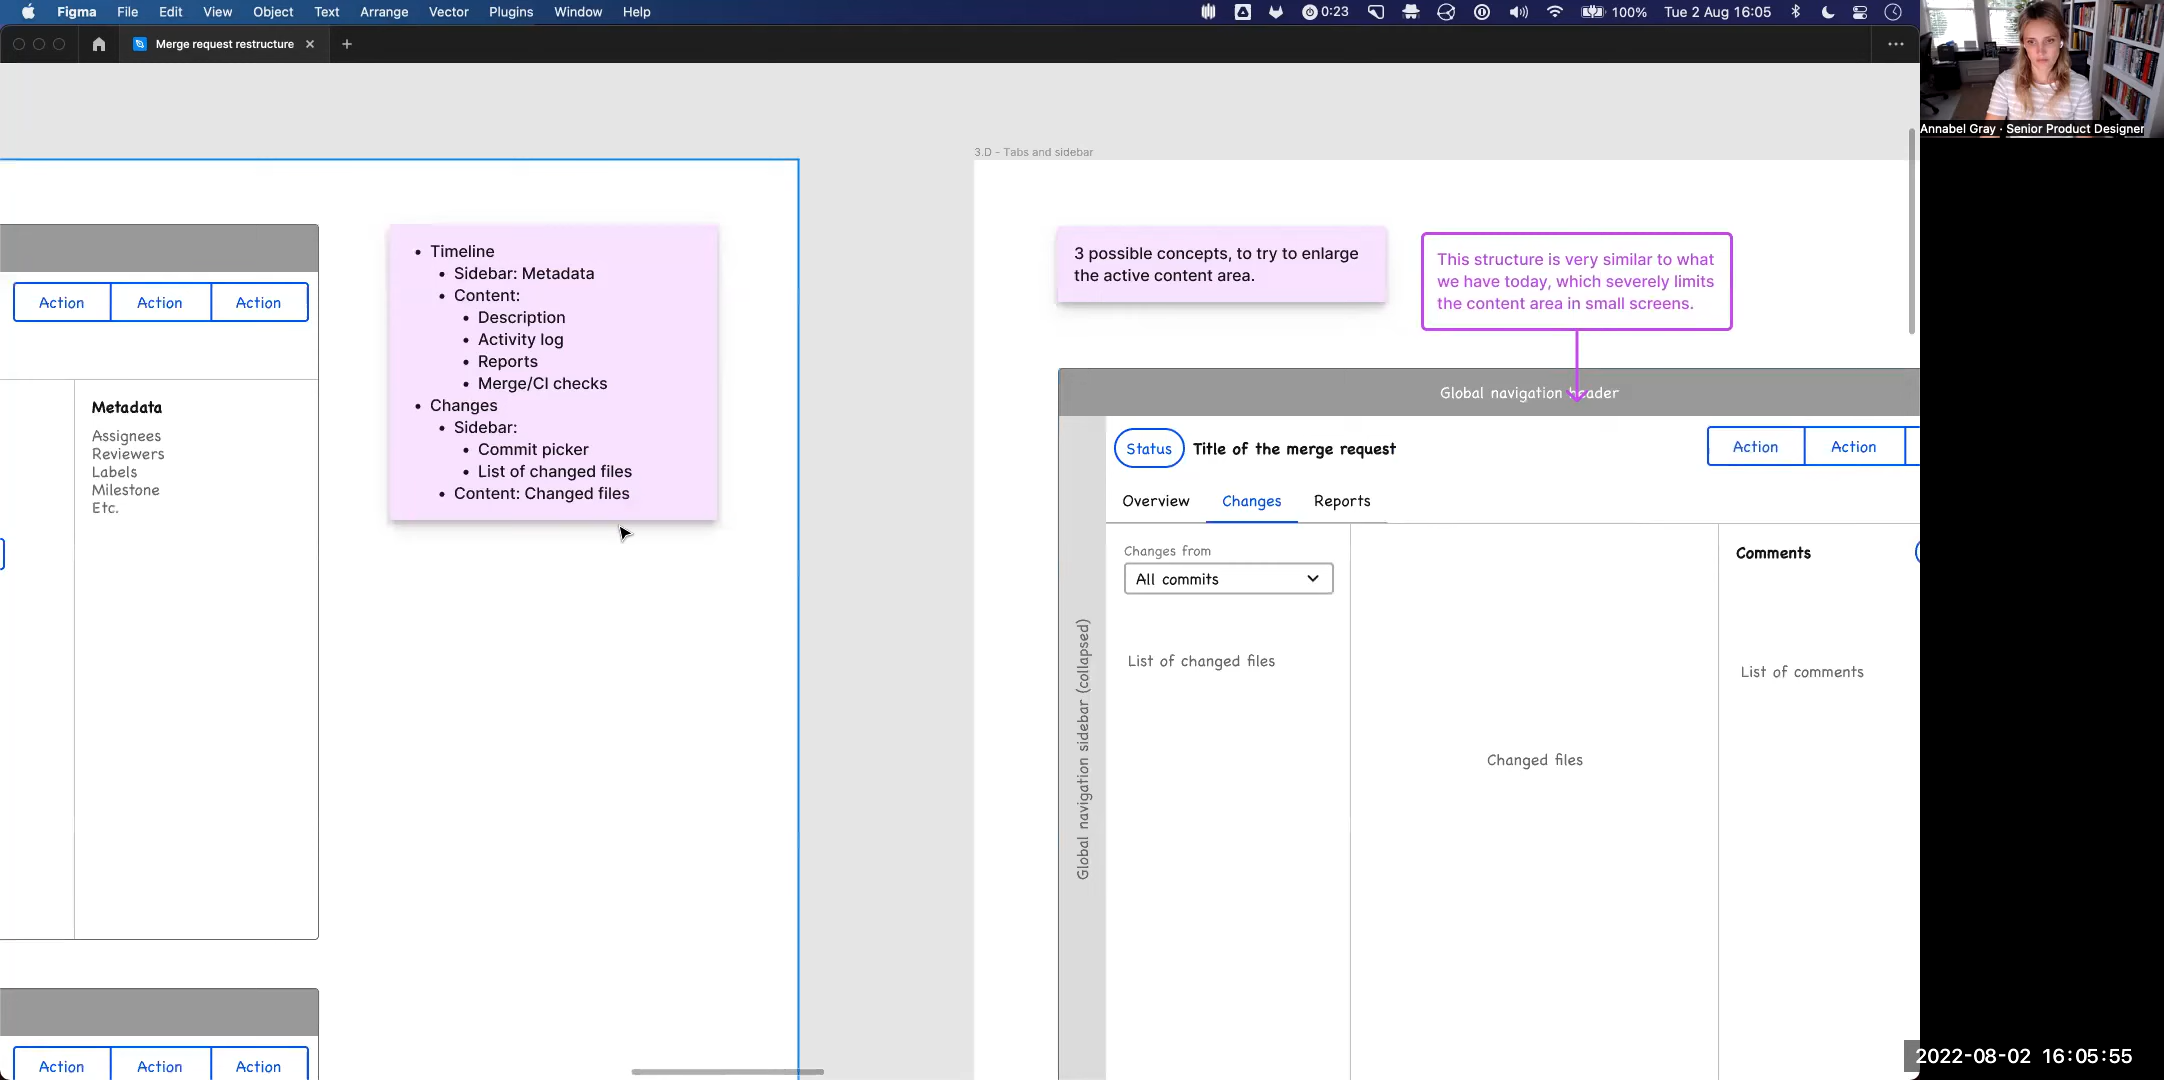 Figma File Edit View Object Text Arrange Vector Plugins Window Help
0:23 100% Tue 2 Aug 16:05
Merge request restructure
Annabel Gray · Senior Product Designer
Action Action Action
Metadata
Assignees
Reviewers
Labels
Milestone
Etc.
Action Action Action
• Timeline
• Sidebar: Metadata
• Content:
• Description
• Activity log
• Reports
• Merge/CI checks
• Changes
• Sidebar:
• Commit picker
• List of changed files
• Content: Changed files
3.D - Tabs and sidebar
3 possible concepts, to try to enlarge
the active content area.
This structure is very similar to what
we have today, which severely limits
the content area in small screens.
Global navigation header
Status Title of the merge request
Action Action
Overview Changes Reports
Changes from
All commits
List of changed files
Global navigation sidebar (collapsed)
Changed files
Comments
List of comments
2022-08-02 16:05:55